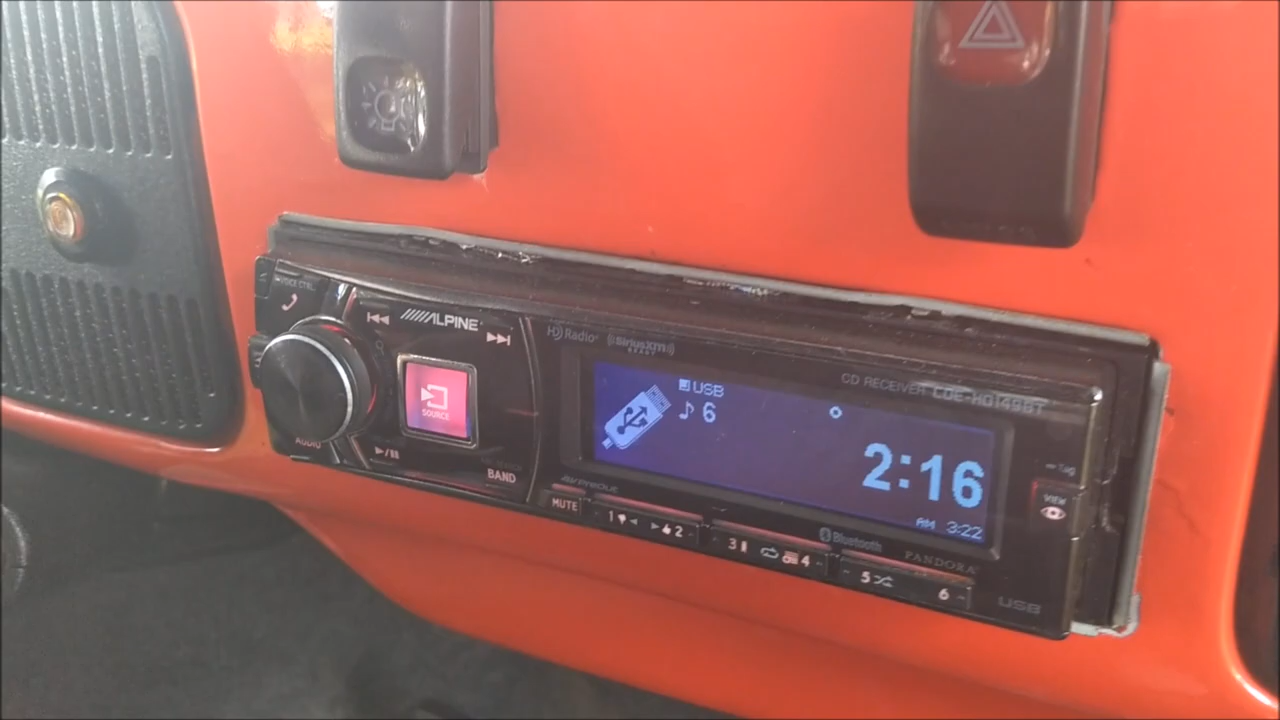 VOICE CTRL.
ALPINE
HD Radio
SiriusXM
READY
CD RECEIVER CDE-HD149BT
SOURCE
USB
6
2:16
AM 3:22
Tag
VIEW
AUDIO
BAND
MUTE
1 2 3 4 5 6
Bluetooth
PANDORA
USB